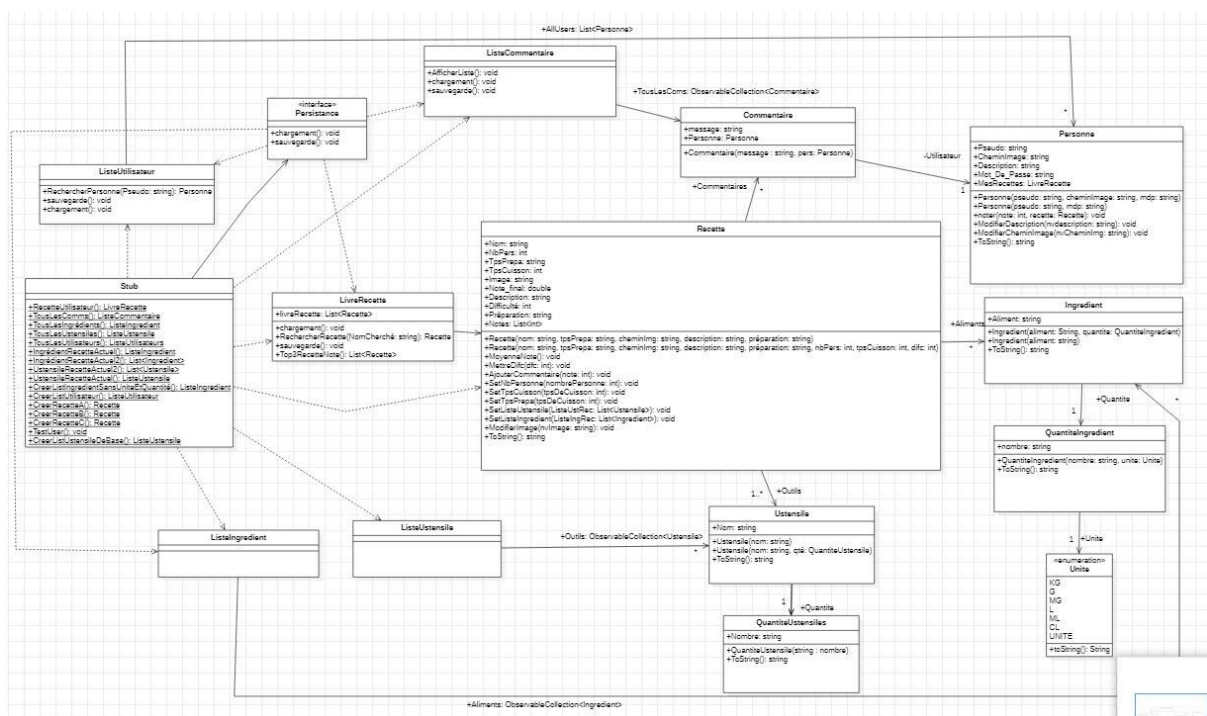 +AllUsers: List<Personne>
ListeCommentaire
+AfficherListe(): void
+chargement(): void
+sauvegarde(): void
+TousLesComs: ObservableCollection<Commentaire>
«interface»
Persistance
+chargement(): void
+sauvegarde(): void
Commentaire
+message: string
+Personne: Personne
+Commentaire(message : string, pers: Personne)
*
Personne
+Pseudo: string
+CheminImage: string
+Description: string
+Mot_De_Passe: string
+MesRecettes: LivreRecette
+Personne(pseudo: string, cheminImage: string, mdp: string)
+Personne(pseudo: string, mdp: string)
+noter(note: int, recette: Recette): void
+ModifierDescription(nvdescription: string): void
+ModifierCheminImage(nvCheminImg: string): void
+ToString(): string
-Utilisateur
1
ListeUtilisateur
+RechercherPersonne(Pseudo: string): Personne
+sauvegarde(): void
+chargement(): void
+Commentaires
*
Recette
+Nom: string
+NbPers: int
+TpsPrepa: string
+TpsCuisson: int
+Image: string
+Note_final: double
+Description: string
+Difficulté: int
+Préparation: string
+Notes: List<int>
+Recette(nom: string, tpsPrepa: string, cheminImg: string, description: string, préparation: string)
+Recette(nom: string, tpsPrepa: string, cheminImg: string, description: string, préparation: string, nbPers: int, tpsCuisson: int, difc: int)
+MoyenneNote(): void
+MettreDifc(dfc: int): void
+AjouterCommentaire(note: int): void
+SetNbPersonne(nombrePersonne: int): void
+SetTpsCuisson(tpsDeCuisson: int): void
+SetTpsPrepa(tpsDeCuisson: int): void
+SetListeUstensile(ListeUstRec: List<Ustensile>): void
+SetListeIngredient(ListeIngRec: List<Ingredient>): void
+ModifierImage(nvImage: string): void
+ToString(): string
Stub
+RecetteUtilisateur(): LivreRecette
+TousLesComms(): ListeCommentaire
+TousLesIngrédients(): ListeIngredient
+TousLesUstensiles(): ListeUstensile
+TousLesUtilisateurs(): ListeUtilisateurs
+IngrédientRecetteActuel(): ListeIngredient
+IngredientRecetteActuel2(): List<Ingredient>
+UstensileRecetteActuel2(): List<Ustensile>
+UstensileRecetteActuel(): ListeUstensile
+CreerListIngredientSansUniteEtQuantité(): ListeIngredient
+CreerListUtilisateur(): ListeUtilisateur
+CreerRecetteA(): Recette
+CreerRecetteB(): Recette
+CreerRecetteC(): Recette
+TestUser(): void
+CreerListUstensileDeBase(): ListeUstensile
LivreRecette
+livreRecette: List<Recette>
+chargement(): void
+RechercherRecette(NomCherché: string): Recette
+sauvegarde(): void
+Top3RecetteNote(): List<Recette>
+Aliments
*
Ingredient
+Aliment: string
+Ingredient(aliment: String, quantite: QuantiteIngredient)
+Ingredient(aliment: string)
+ToString(): string
+Quantite
1
*
QuantiteIngredient
+nombre: string
+QuantiteIngredient(nombre: string, unite: Unite)
+ToString(): string
1
+Unite
«enumeration»
Unite
KG
G
MG
L
ML
CL
UNITE
+toString(): String
1..*
+Outils
Ustensile
+Nom: string
+Ustensile(nom: string)
+Ustensile(nom: string, qté: QuantiteUstensile)
+ToString(): string
ListeIngredient
ListeUstensile
+Outils: ObservableCollection<Ustensile>
*
1
+Quantite
QuantiteUstensiles
+Nombre: string
+QuantiteUstensile(string : nombre)
+ToString(): string
+Aliments: ObservableCollection<Ingredient>